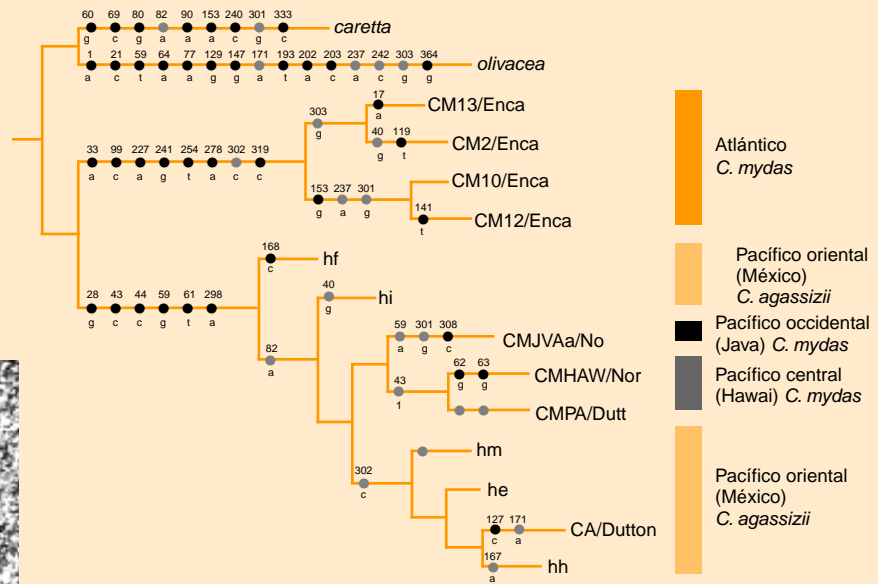 60 69 80 82 90 153 240 301 333
g c g a a a c g c
caretta
1 21 59 64 77 129 147 171 193 202 203 237 242 303 364
a c t a a g g a t a c a c g g
olivacea
17
a
CM13/Enca
303
g
40 119
g t
CM2/Enca
33 99 227 241 254 278 302 319
a c a g t a c c
CM10/Enca
153 237 301
g a g
141
t
CM12/Enca
Atlántico
C. mydas
168
c
hf
28 43 44 59 61 298
g c c g t a
40
g
hi
82
a
Pacífico oriental
(México)
C. agassizii
59 301 308
a g c
CMJVAa/No
Pacífico occidental
(Java) C. mydas
62 63
g g
CMHAW/Nor
43
1
CMPA/Dutt
Pacífico central
(Hawai) C. mydas
hm
302
c
he
127 171
c a
CA/Dutton
167
a
hh
Pacífico oriental
(México)
C. agassizii